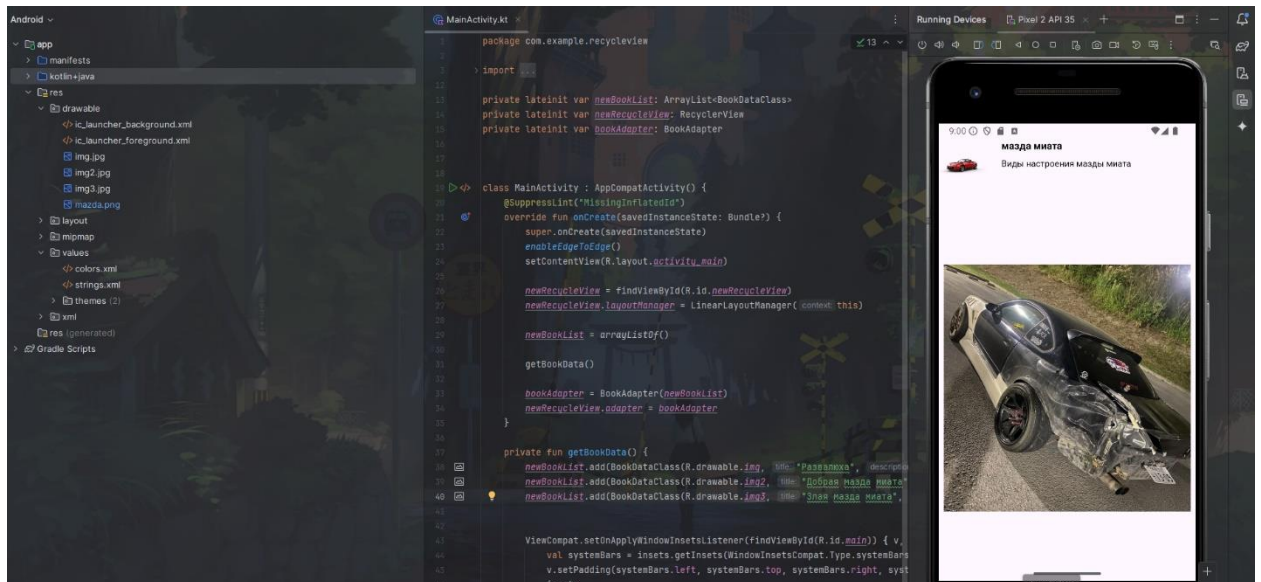 Android
app
manifests
kotlin+java
res
drawable
ic_launcher_background.xml
ic_launcher_foreground.xml
img.jpg
img2.jpg
img3.jpg
mazda.png
layout
mipmap
values
colors.xml
strings.xml
themes (2)
xml
res (generated)
Gradle Scripts
MainActivity.kt
13
package com.example.recycleview
import ...
private lateinit var newBookList: ArrayList<BookDataClass>
private lateinit var newRecycleView: RecyclerView
private lateinit var bookAdapter: BookAdapter
class MainActivity : AppCompatActivity() {
@SuppressLint("MissingInflatedId")
override fun onCreate(savedInstanceState: Bundle?) {
super.onCreate(savedInstanceState)
enableEdgeToEdge()
setContentView(R.layout.activity_main)
newRecycleView = findViewById(R.id.newRecycleView)
newRecycleView.layoutManager = LinearLayoutManager( context: this)
newBookList = arrayListOf()
getBookData()
bookAdapter = BookAdapter(newBookList)
newRecycleView.adapter = bookAdapter
}
private fun getBookData() {
newBookList.add(BookDataClass(R.drawable.img, title: "Развалюха", descriptio
newBookList.add(BookDataClass(R.drawable.img2, title: "Добрая мазда миата"
newBookList.add(BookDataClass(R.drawable.img3, title: "Злая мазда миата",
ViewCompat.setOnApplyWindowInsetsListener(findViewById(R.id.main)) { v,
val systemBars = insets.getInsets(WindowInsetsCompat.Type.systemBars
v.setPadding(systemBars.left, systemBars.top, systemBars.right, syst
Running Devices
Pixel 2 API 35
9:00
мазда миата
Виды настроения мазды миата